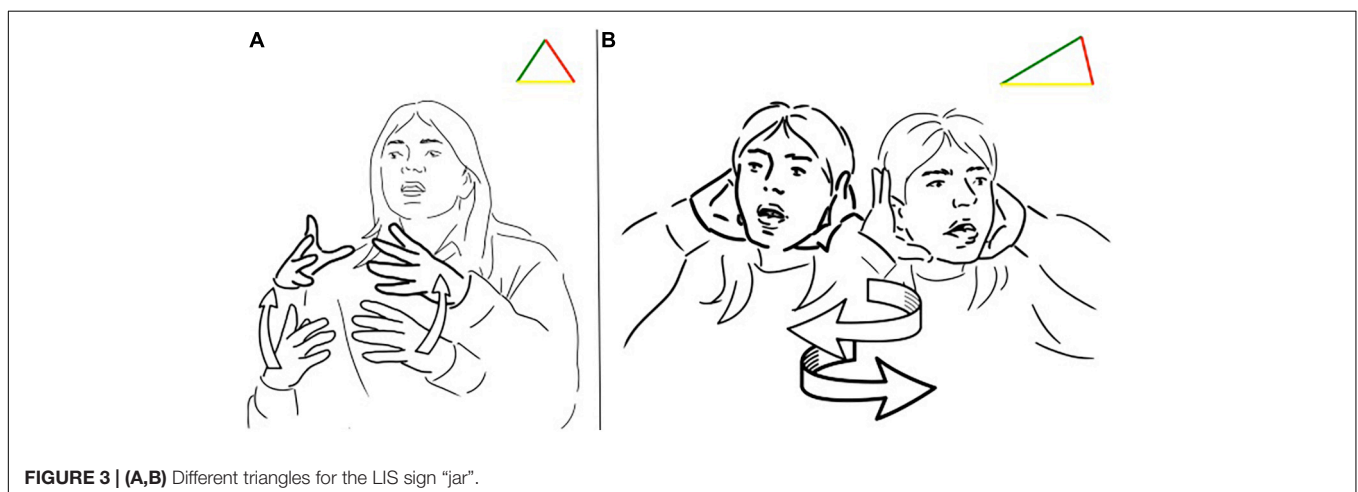 A
B
FIGURE 3 | (A,B) Different triangles for the LIS sign “jar”.